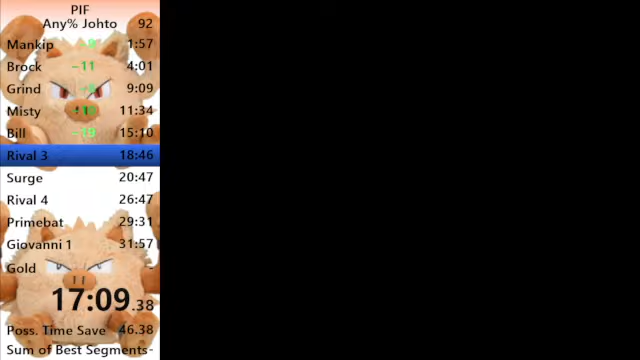 PIF
Any% Johto 92
Mankip 1:57
Brock -11 4:01
Grind 9:09
Misty 11:34
Bill 15:10
Rival 3 18:46
Surge 20:47
Rival 4 26:47
Primebat 29:31
Giovanni 1 31:57
Gold -
17:09.38
Poss. Time Save 46.38
Sum of Best Segments-